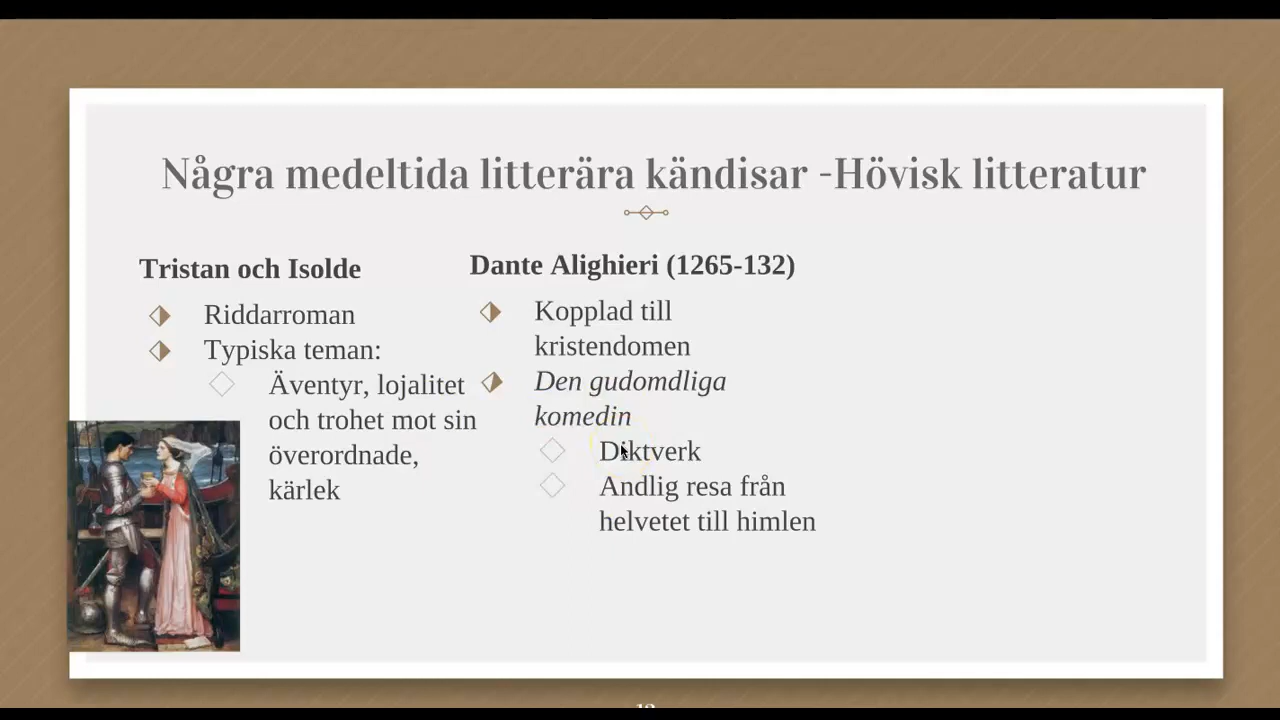 Några medeltida litterära kändisar -Hövisk litteratur
Tristan och Isolde
Riddarroman
Typiska teman:
Äventyr, lojalitet
och trohet mot sin
överordnade,
kärlek
Dante Alighieri (1265-132)
Kopplad till
kristendomen
Den gudomdliga
komedin
Diktverk
Andlig resa från
helvetet till himlen